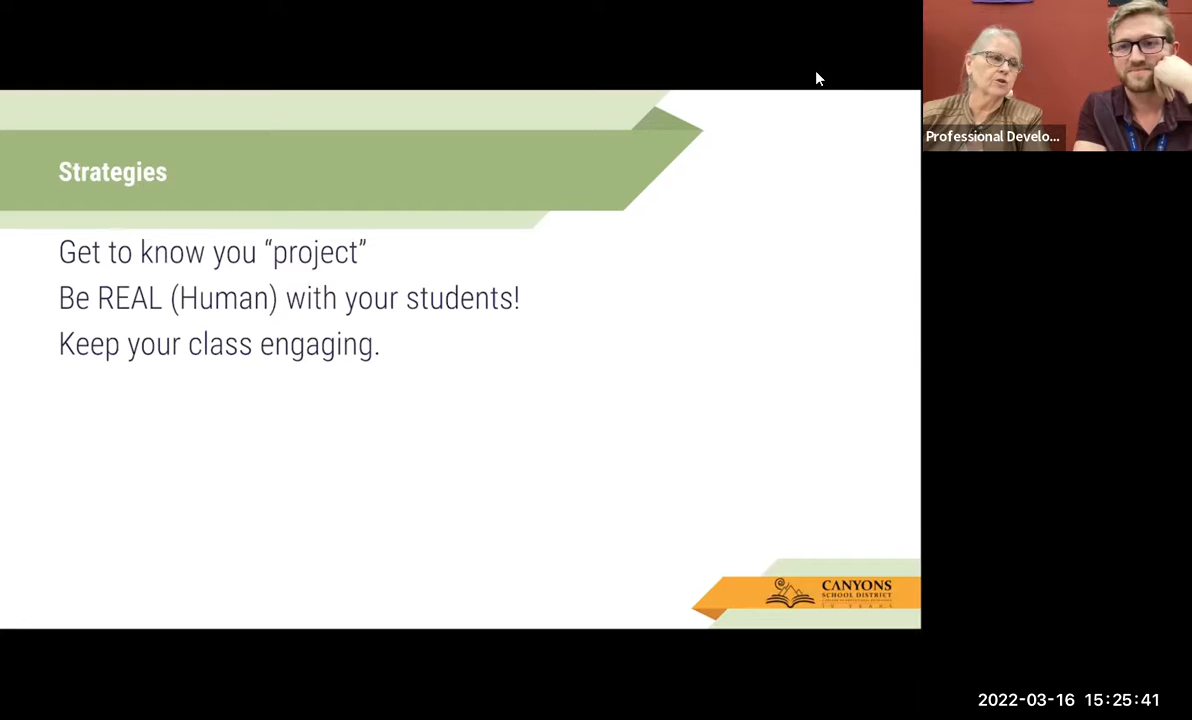 Professional Develo...
Strategies
Get to know you “project”
Be REAL (Human) with your students!
Keep your class engaging.
CANYONS
SCHOOL DISTRICT
2022-03-16 15:25:41